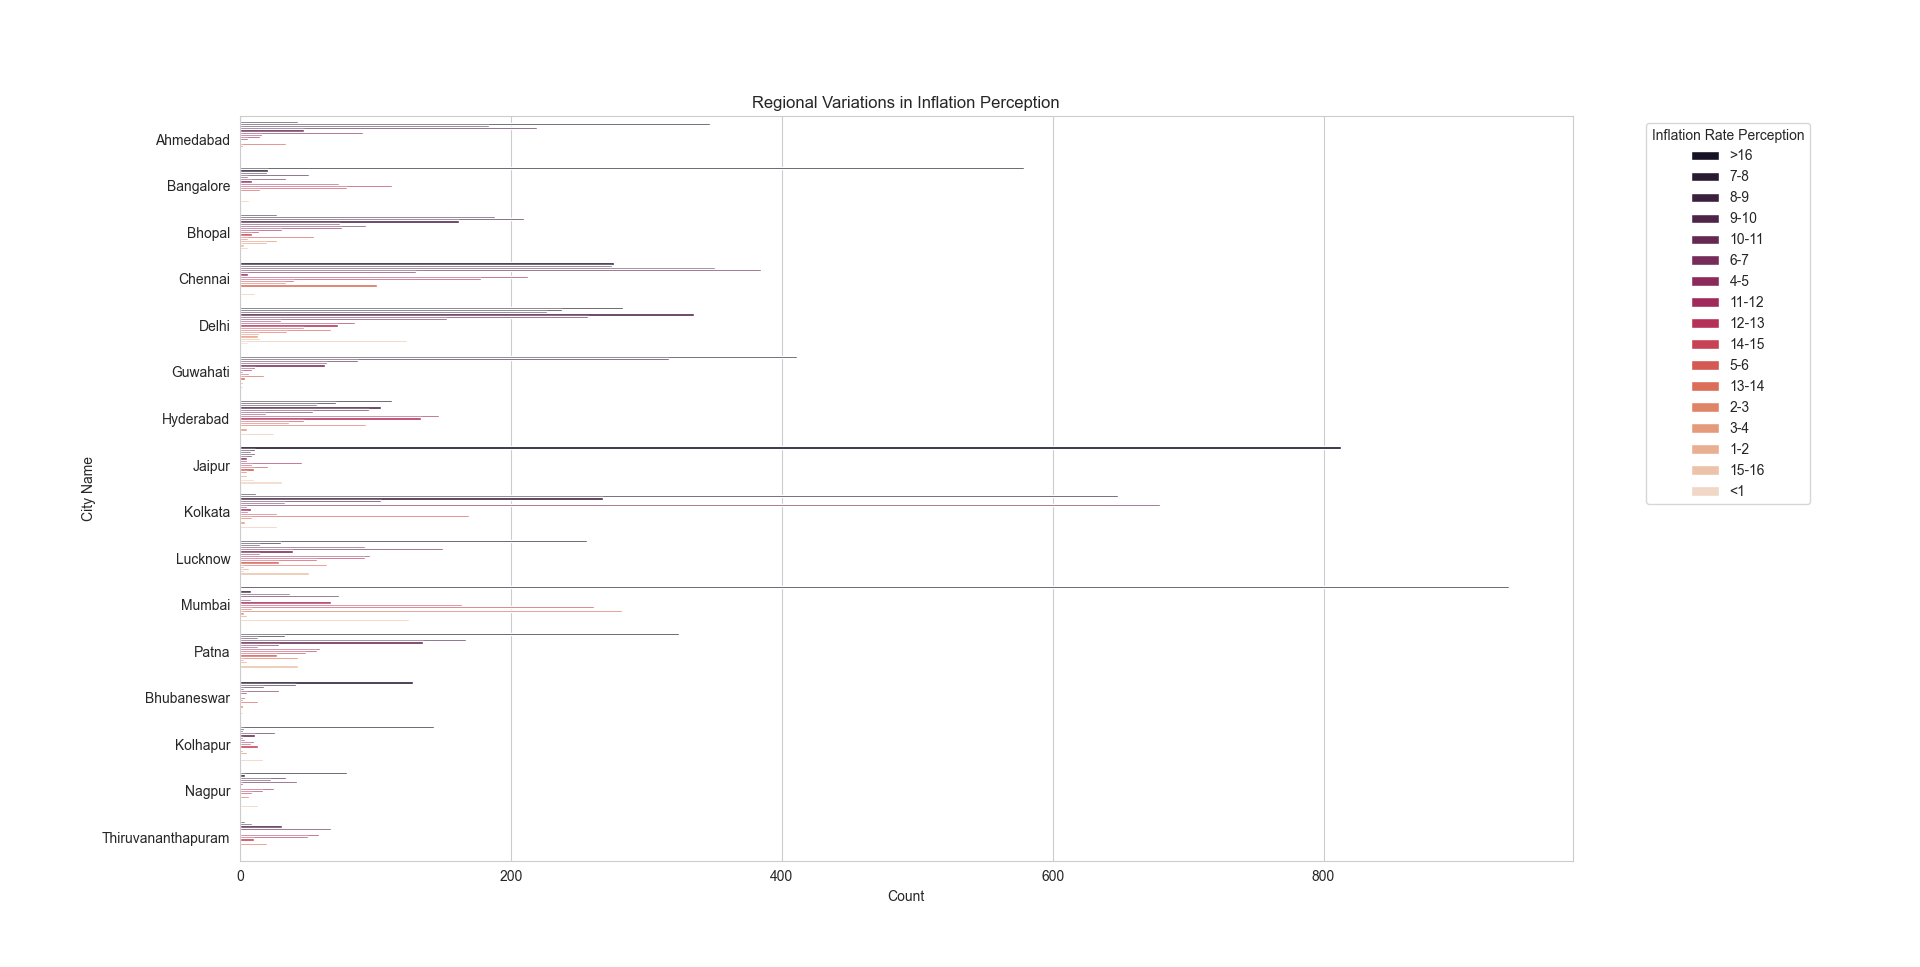 Regional Variations in Inflation Perception
Ahmedabad
Bangalore
Bhopal
Chennai
Delhi
Guwahati
Hyderabad
Jaipur
Kolkata
Lucknow
Mumbai
Patna
Bhubaneswar
Kolhapur
Nagpur
Thiruvananthapuram
City Name
0 200 400 600 800
Count
Inflation Rate Perception
>16
7-8
8-9
9-10
10-11
6-7
4-5
11-12
12-13
14-15
5-6
13-14
2-3
3-4
1-2
15-16
<1